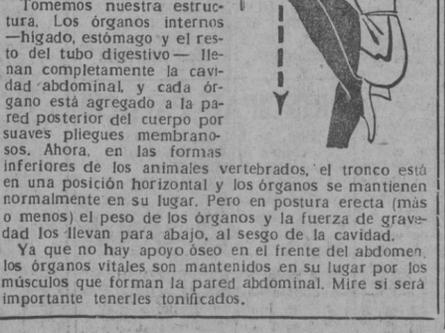 Tomemos nuestra estruc-
tura. Los órganos internos
—hígado, estómago y el res-
to del tubo digestivo— lle-
nan completamente la cavi-
dad abdominal, y cada ór-
gano está agregado a la pa-
red posterior del cuerpo por
suaves pliegues membrano-
sos. Ahora, en las formas
inferiores de los animales vertebrados, el tronco está
en una posición horizontal y los órganos se mantienen
normalmente en su lugar. Pero en postura erecta (más
o menos) el peso de los órganos y la fuerza de grave-
dad los llevan para abajo, al sesgo de la cavidad.
Ya que no hay apoyo óseo en el frente del abdomen,
los órganos vitales son mantenidos en su lugar por los
músculos que forman la pared abdominal. Mire si será
importante tenerles tonificados.